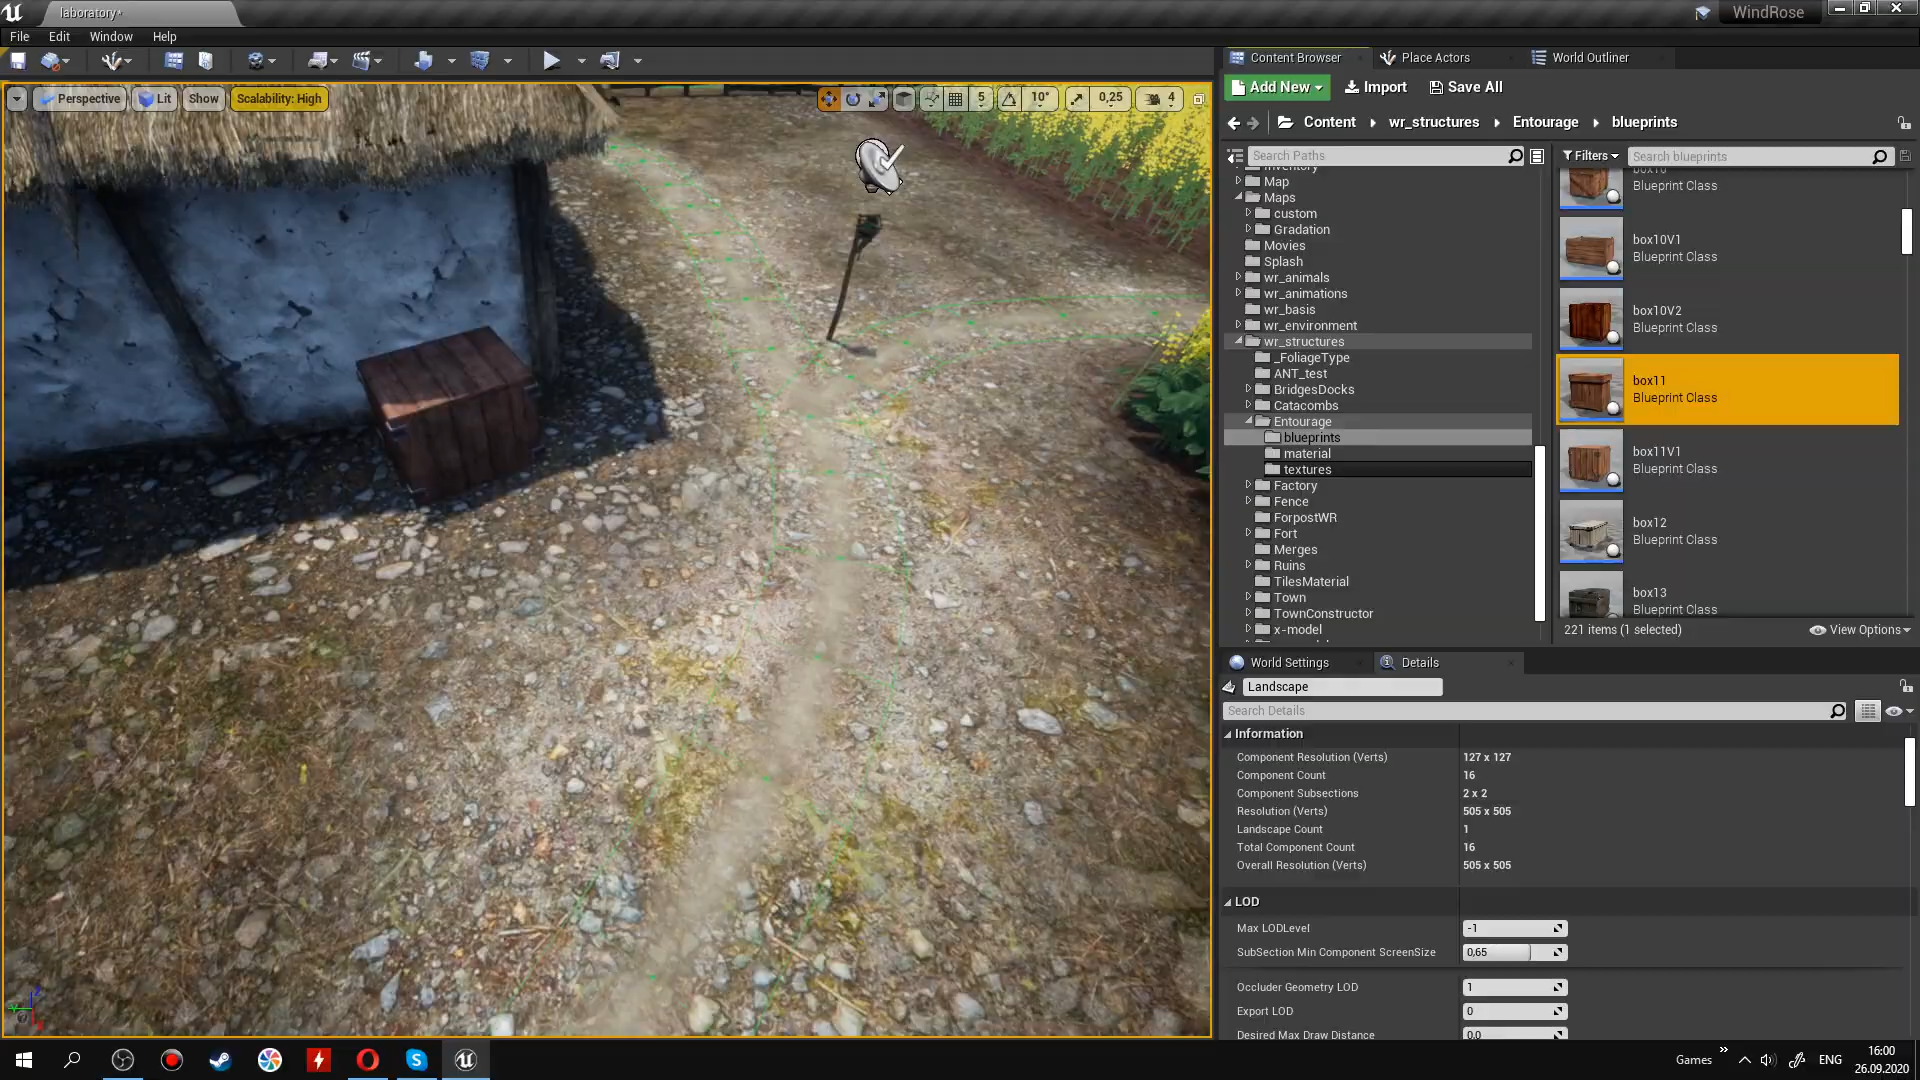 laboratory*
WindRose
File Edit Window Help
Content Browser
Place Actors
World Outliner
Add New
Import
Save All
Content
wr_structures
Entourage
blueprints
Perspective
Lit
Show
Scalability: High
5
10°
0,25
4
Search Paths
Inventory
Map
Maps
custom
Gradation
Movies
Splash
wr_animals
wr_animations
wr_basis
wr_environment
wr_structures
_FoliageType
ANT_test
BridgesDocks
Catacombs
Entourage
blueprints
material
textures
Factory
Fence
ForpostWR
Fort
Merges
Ruins
TilesMaterial
Town
TownConstructor
x-model
Filters
Search blueprints
box10
Blueprint Class
box10V1
Blueprint Class
box10V2
Blueprint Class
box11
Blueprint Class
box11V1
Blueprint Class
box12
Blueprint Class
box13
Blueprint Class
221 items (1 selected)
View Options
World Settings
Details
Landscape
Search Details
Information
Component Resolution (Verts) 127 x 127
Component Count 16
Component Subsections 2 x 2
Resolution (Verts) 505 x 505
Landscape Count 1
Total Component Count 16
Overall Resolution (Verts) 505 x 505
LOD
Max LODLevel -1
SubSection Min Component ScreenSize 0,65
Occluder Geometry LOD 1
Export LOD 0
Desired Max Draw Distance 0,0
Games
ENG
16:00
26.09.2020